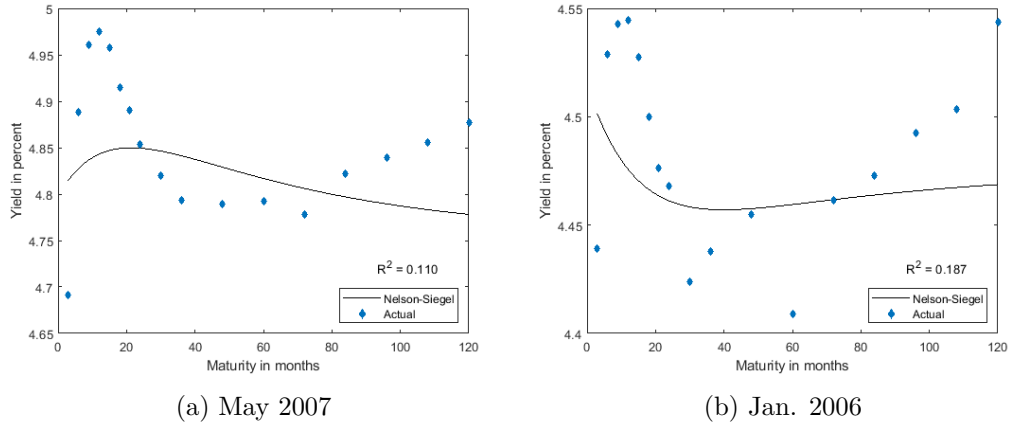 5
4.95
4.9
4.85
4.8
4.75
4.7
4.65
Yield in percent
0 20 40 60 80 100 120
Maturity in months
R² = 0.110
Nelson-Siegel
Actual
(a) May 2007
4.55
4.5
4.45
4.4
Yield in percent
0 20 40 60 80 100 120
Maturity in months
R² = 0.187
Nelson-Siegel
Actual
(b) Jan. 2006